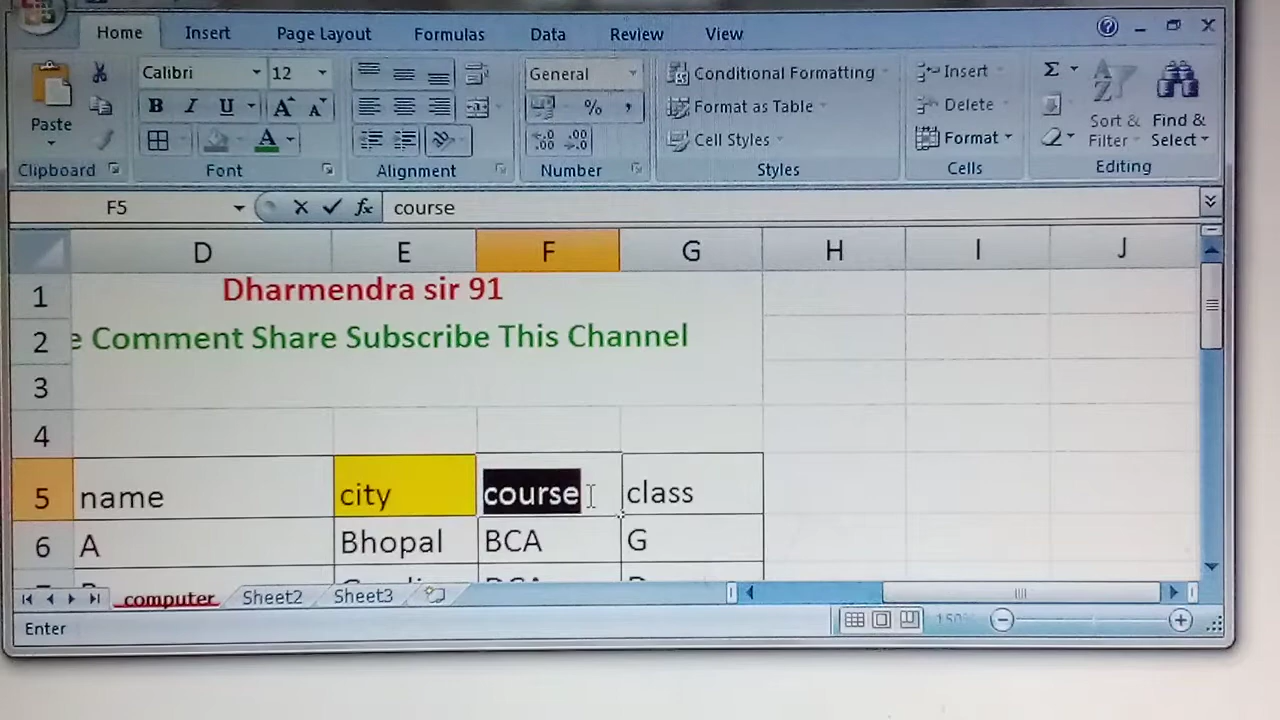 Home Insert Page Layout Formulas Data Review View
Calibri 12 General Conditional Formatting Insert Σ
B I U A A % , Format as Table Delete
Paste Cell Styles Format Sort & Filter Find & Select
Clipboard Font Alignment Number Styles Cells Editing
F5 fx course
D E F G H I J
1 Dharmendra sir 91
2 Comment Share Subscribe This Channel
3
4
5 name city course class
6 A Bhopal BCA G
computer Sheet2 Sheet3
Enter 150%